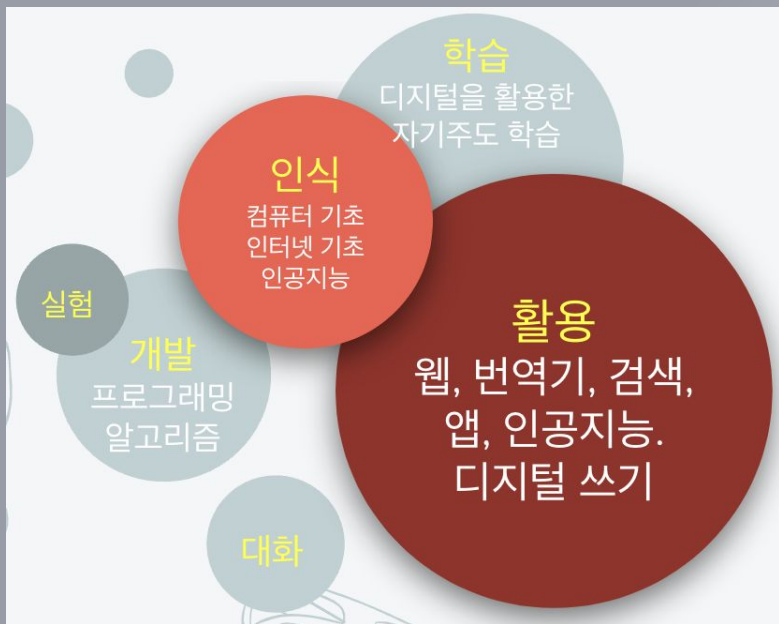 학습
디지털을 활용한
자기주도 학습
인식
컴퓨터 기초
인터넷 기초
인공지능
실험
개발
프로그래밍
알고리즘
활용
웹, 번역기, 검색,
앱, 인공지능.
디지털 쓰기
대화